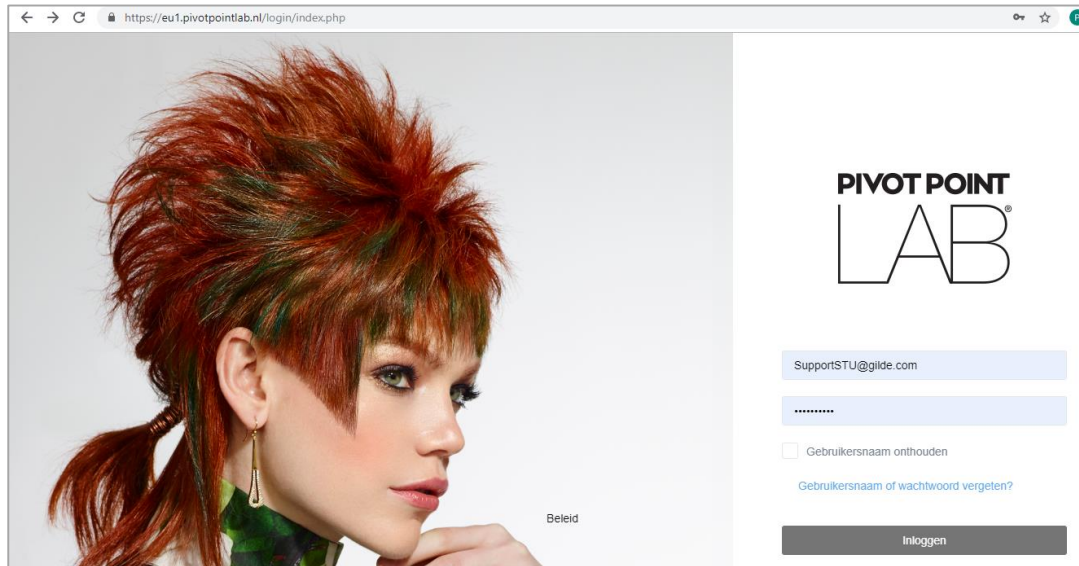 https://eu1.pivotpointlab.nl/login/index.php
PIVOT POINT
LAB®
SupportSTU@gilde.com
••••••••••
Gebruikersnaam onthouden
Gebruikersnaam of wachtwoord vergeten?
Beleid
Inloggen